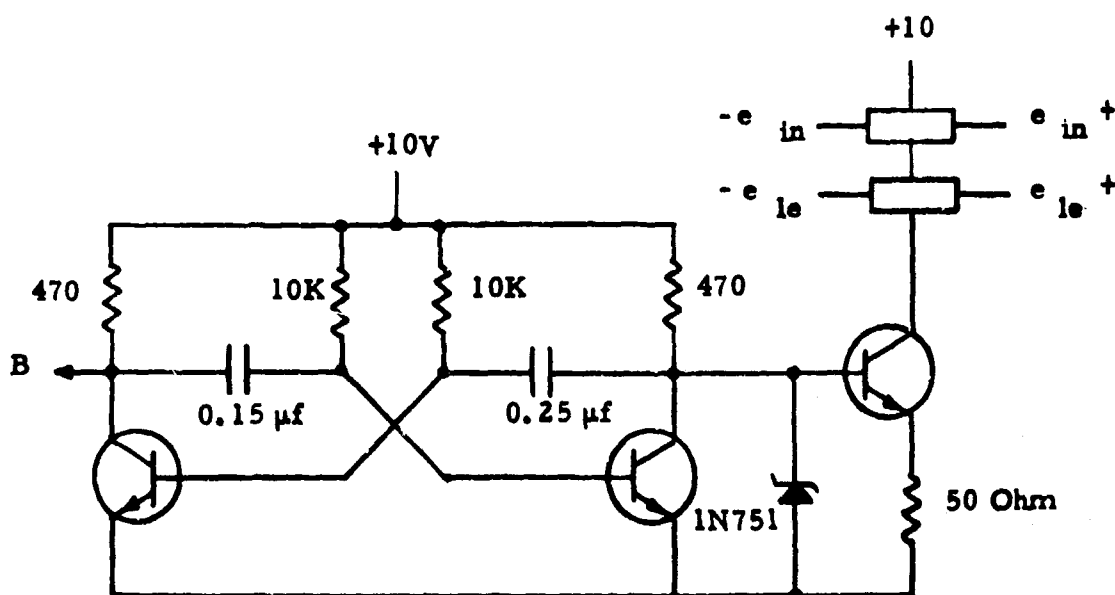 +10
- e in
e in +
+10V
- e le
e le +
470
10K
10K
470
B
0.15 μf
0.25 μf
1N751
50 Ohm